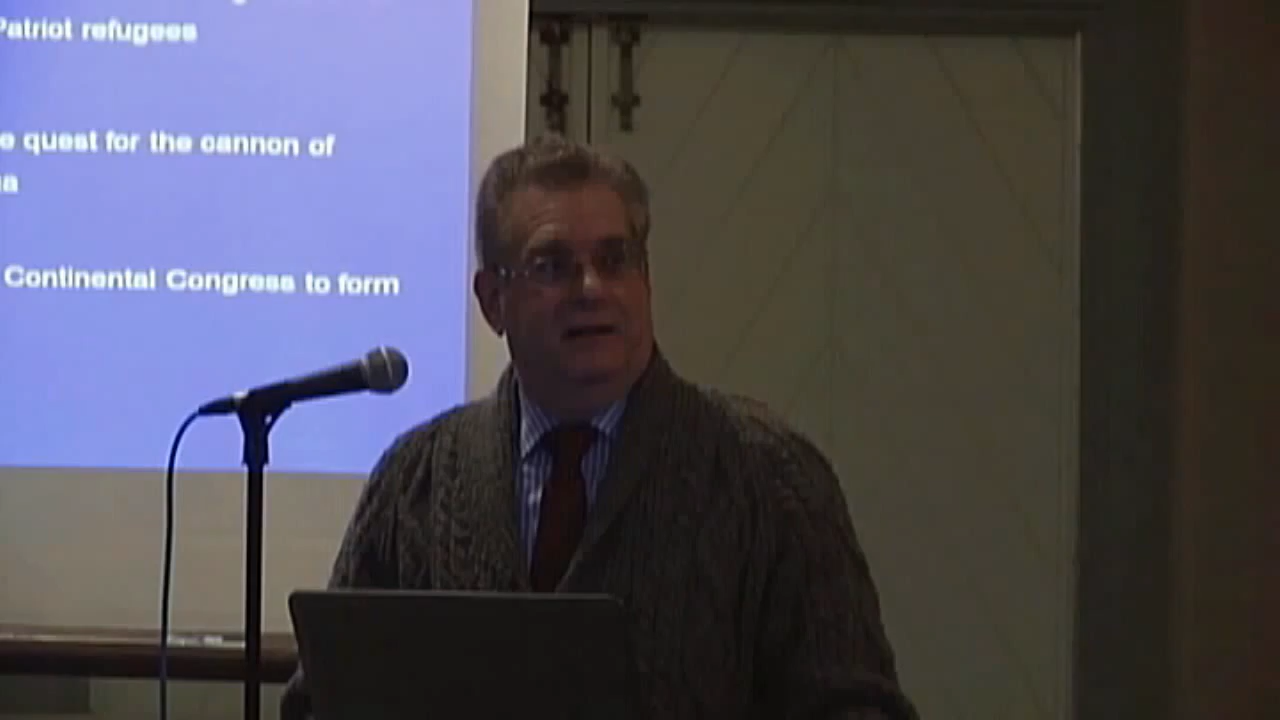 Patriot refugees
e quest for the cannon of
a
Continental Congress to form